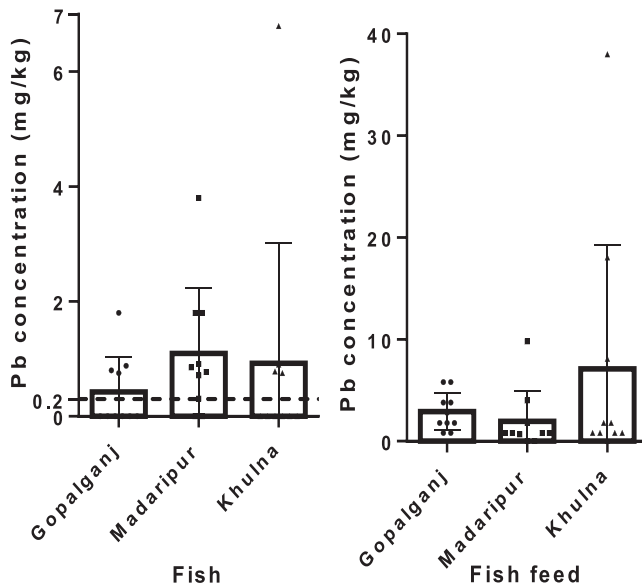 Pb concentration (mg/kg)
7
6
4
2
0.2
0
Gopalganj
Madaripur
Khulna
Fish
Pb concentration (mg/kg)
40
30
20
10
0
Gopalganj
Madaripur
Khulna
Fish feed